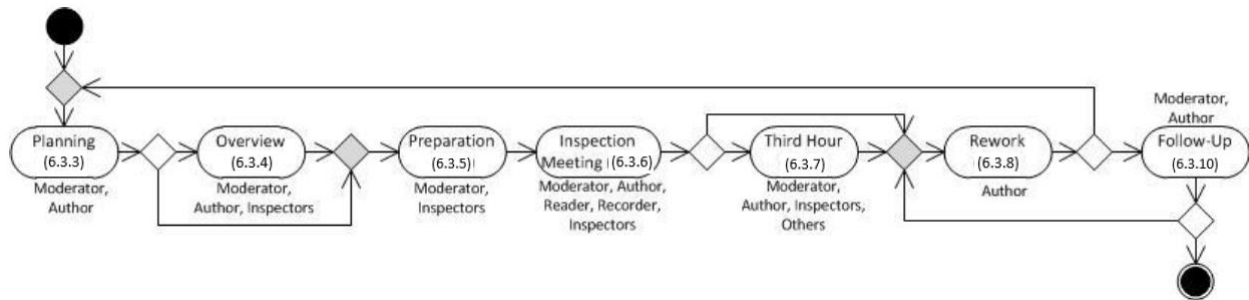 Planning
(6.3.3)
Moderator,
Author
Overview
(6.3.4)
Moderator,
Author, Inspectors
Preparation
(6.3.5)
Moderator,
Inspectors
Inspection
Meeting (6.3.6)
Moderator, Author,
Reader, Recorder,
Inspectors
Third Hour
(6.3.7)
Moderator,
Author, Inspectors,
Others
Rework
(6.3.8)
Author
Moderator,
Author
Follow-Up
(6.3.10)